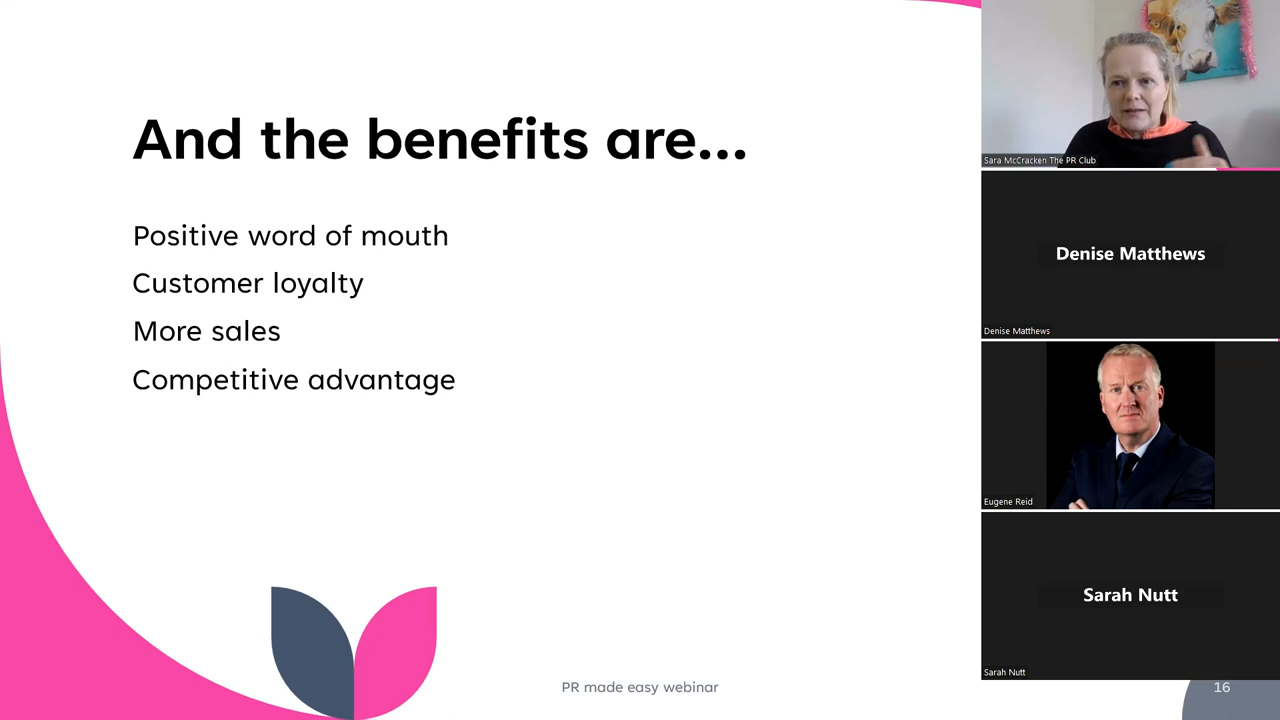 And the benefits are...
Positive word of mouth
Customer loyalty
More sales
Competitive advantage
PR made easy webinar
16
Sara McCracken The PR Club
Denise Matthews
Denise Matthews
Eugene Reid
Sarah Nutt
Sarah Nutt